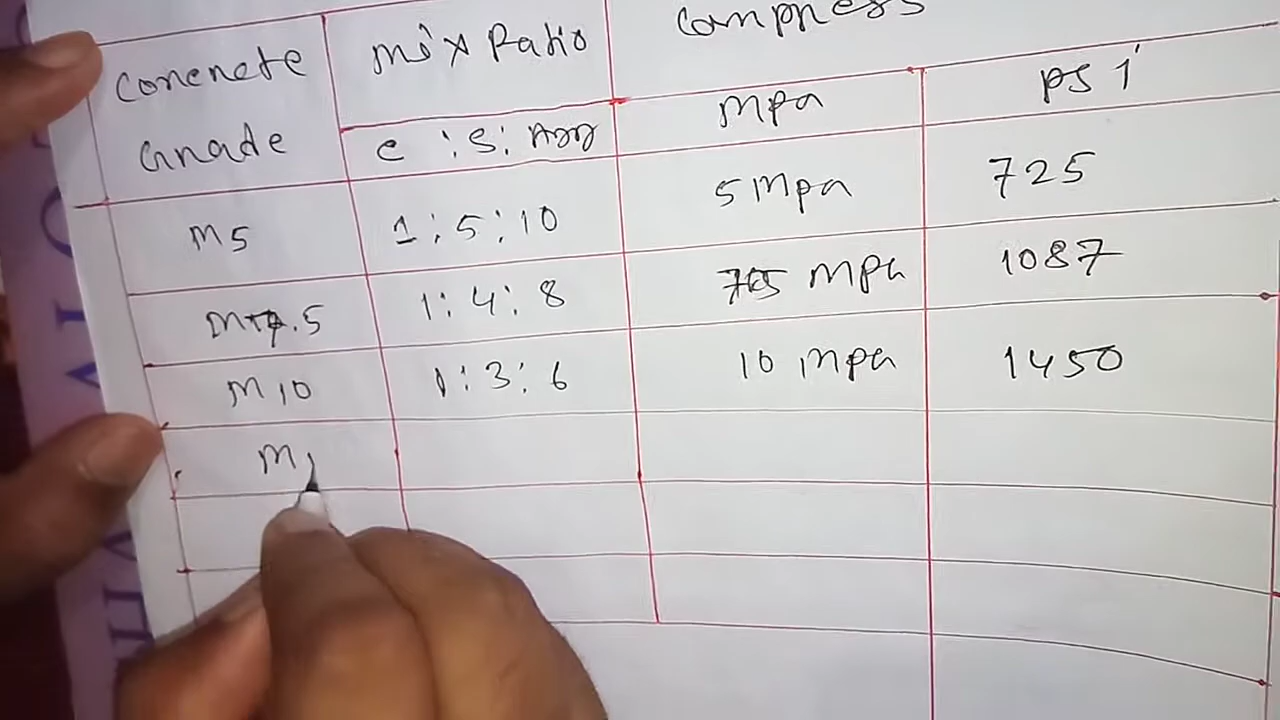 Compress
Concrete mix Ratio
Grade
mpa psi
c : S : Agg
M5 1:5:10 5 Mpa 725
M7.5 1:4:8 7.5 Mpa 1087
M10 1:3:6 10 mpa 1450
M1